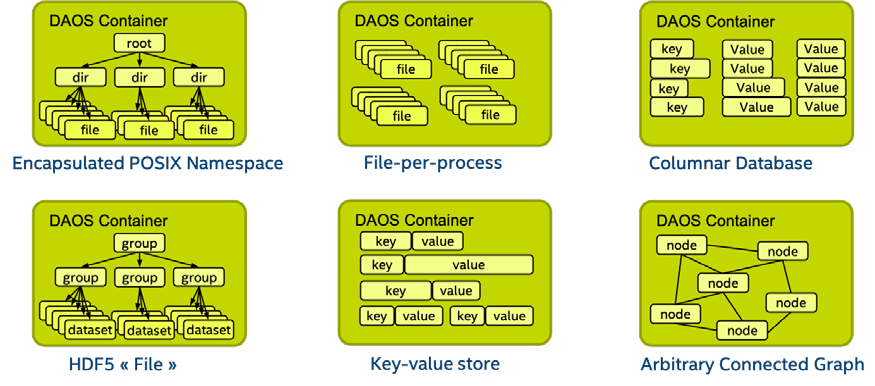 DAOS Container
root
dir dir dir
file file file
Encapsulated POSIX Namespace
DAOS Container
file file
file file
File-per-process
DAOS Container
key Value Value
key Value Value
key Value Value
key Value Value
Columnar Database
DAOS Container
group
group group group
dataset dataset dataset
HDF5 « File »
DAOS Container
key value
key value
key value
key value key value
Key-value store
DAOS Container
node
node
node
node
node
node
Arbitrary Connected Graph